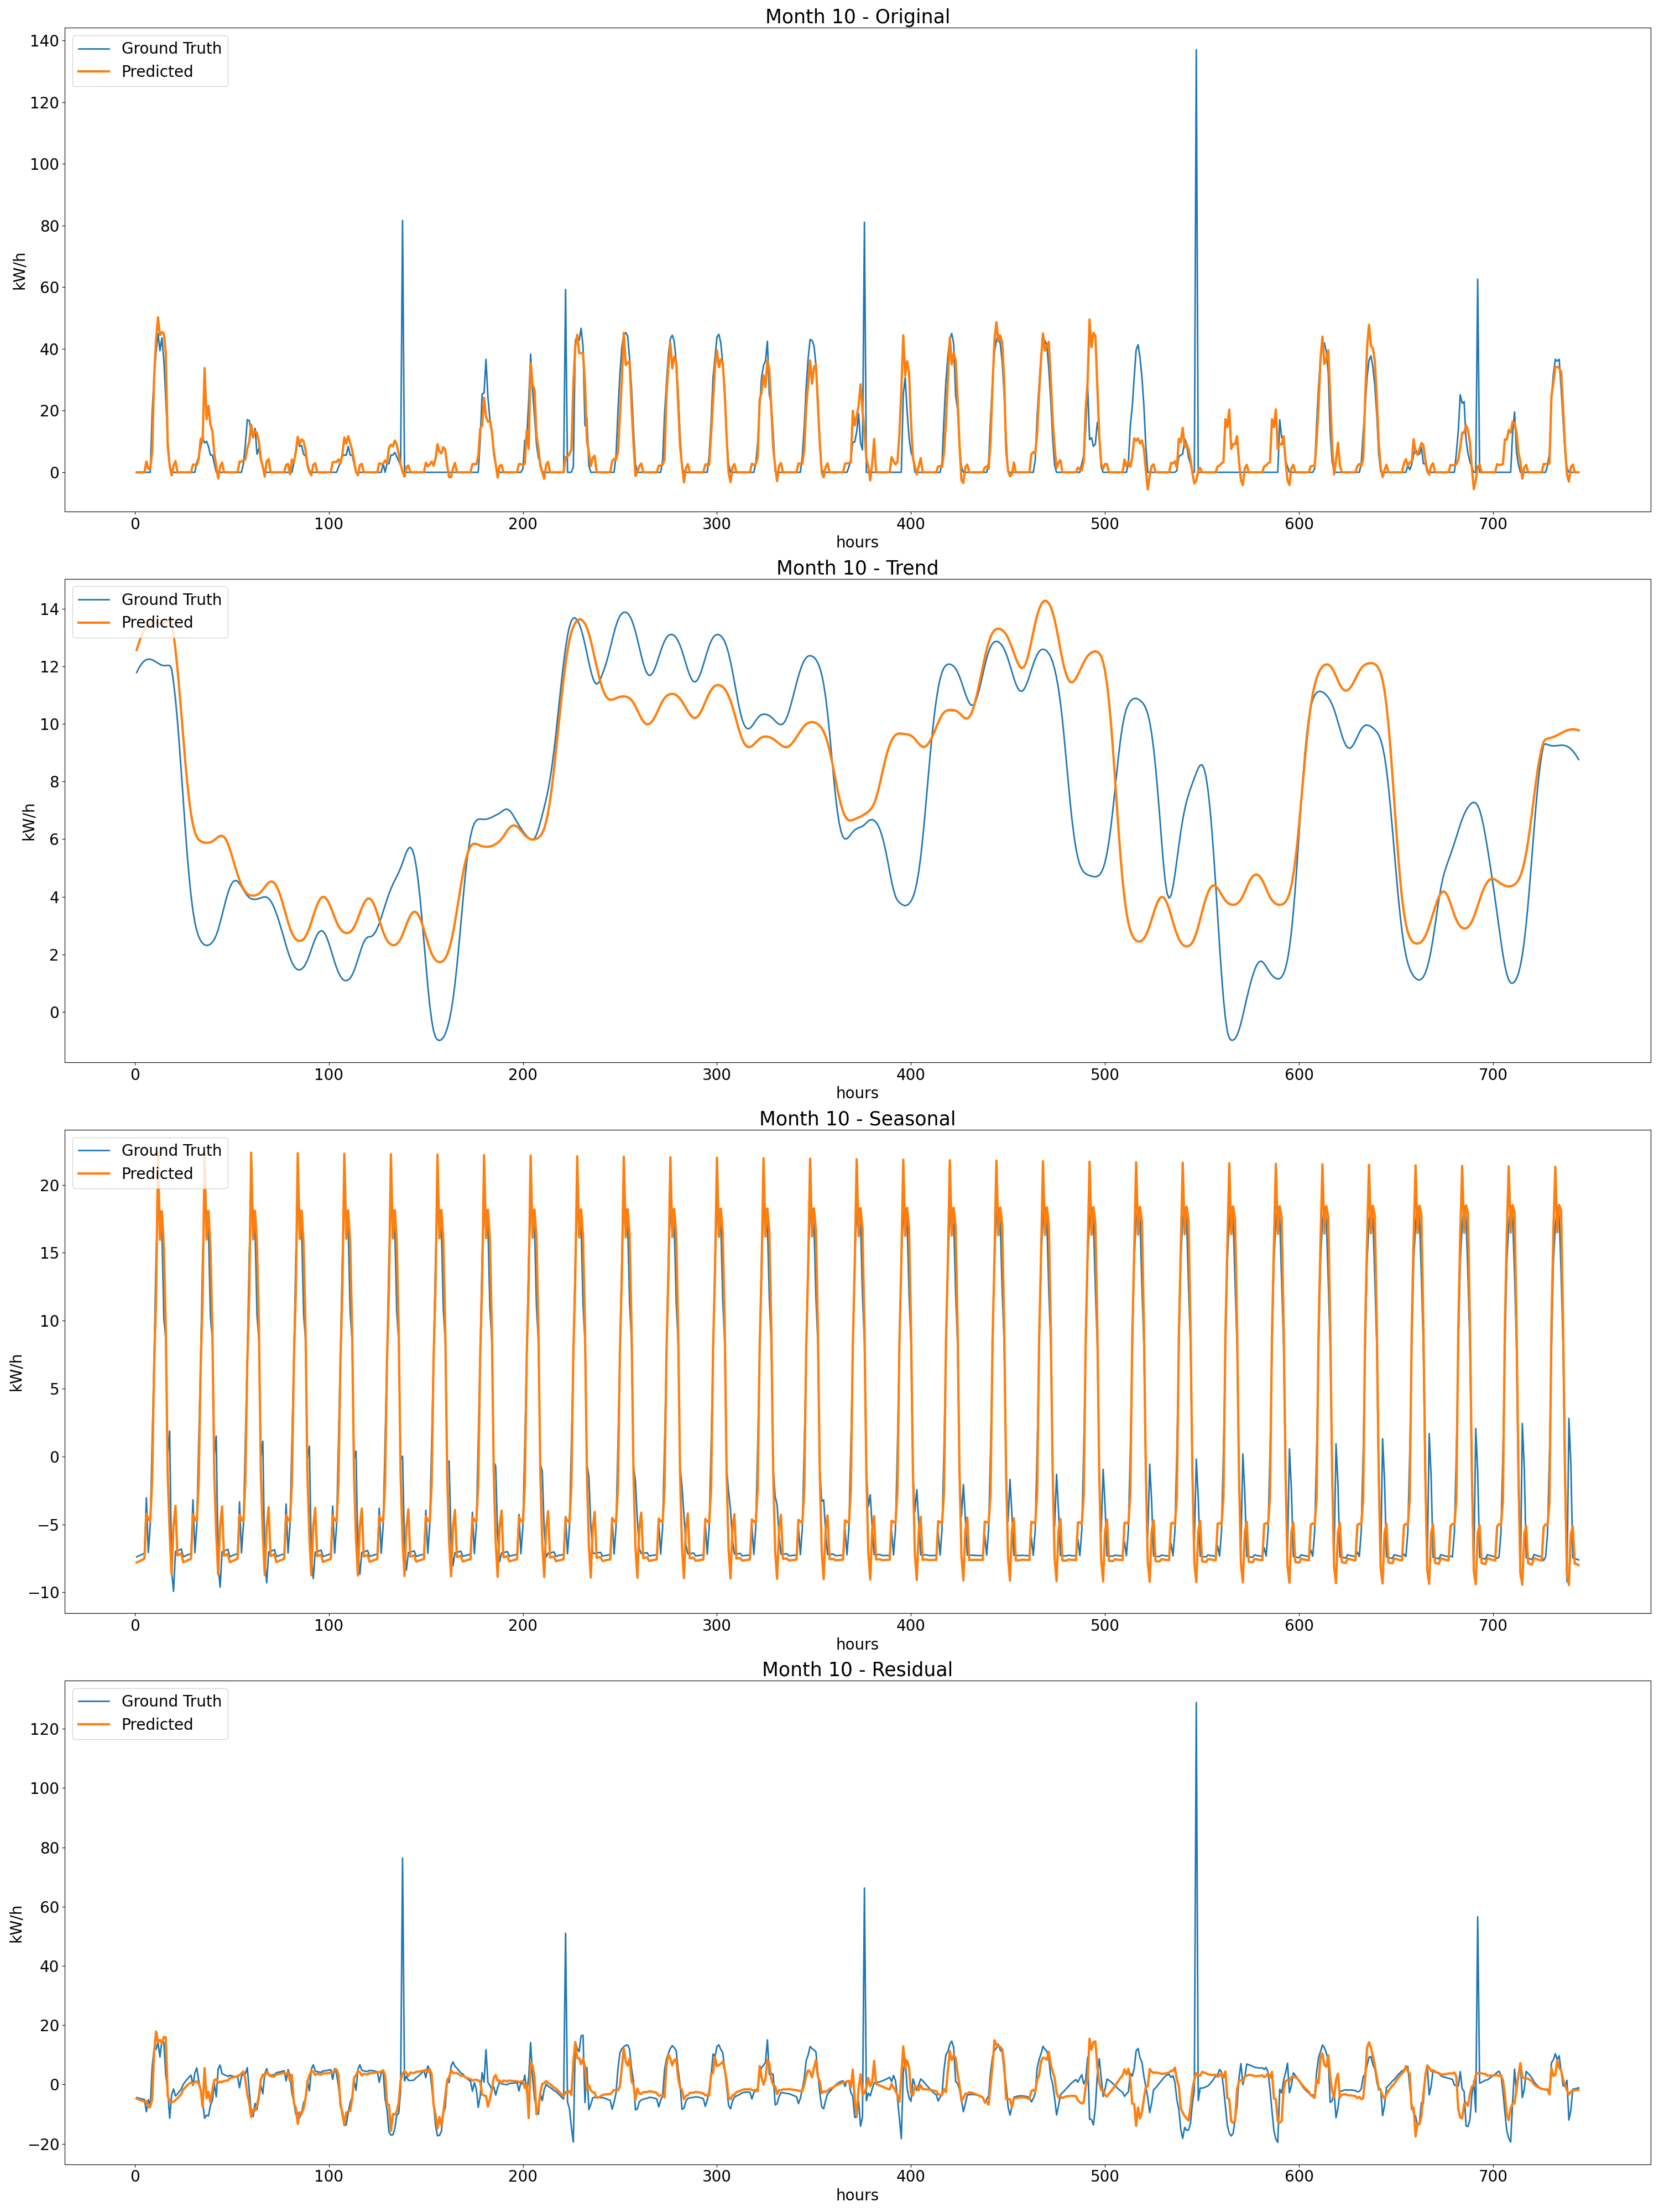 Month 10 - Original
Ground Truth
Predicted
140
120
100
80
60
40
20
0
kW/h
0 100 200 300 400 500 600 700
hours
Month 10 - Trend
Ground Truth
Predicted
14
12
10
8
6
4
2
0
kW/h
0 100 200 300 400 500 600 700
hours
Month 10 - Seasonal
Ground Truth
Predicted
20
15
10
5
0
−5
−10
kW/h
0 100 200 300 400 500 600 700
hours
Month 10 - Residual
Ground Truth
Predicted
120
100
80
60
40
20
0
−20
kW/h
0 100 200 300 400 500 600 700
hours